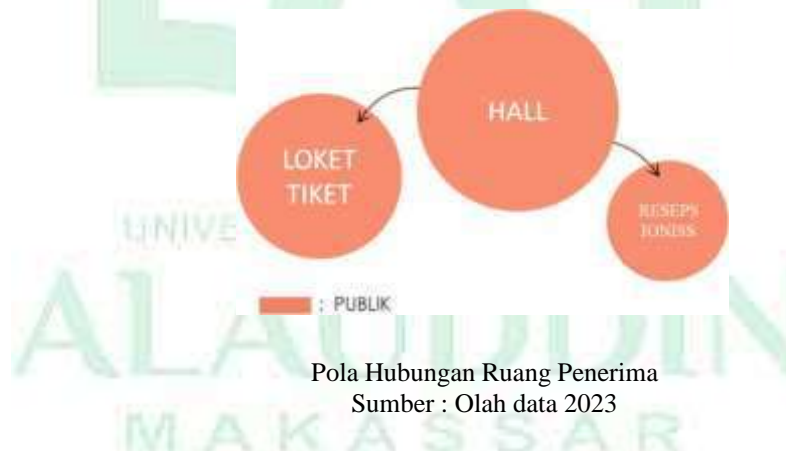 HALL
LOKET
TIKET
RESEPS
IONISS
UNIVE
: PUBLIK
ALAUDDIN
Pola Hubungan Ruang Penerima
Sumber : Olah data 2023
MAKASSAR